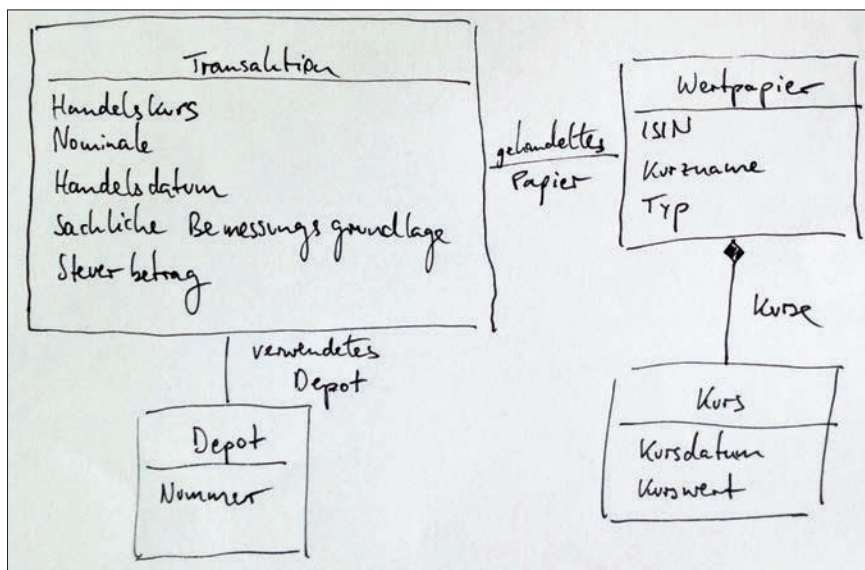 Transaktion
Handelskurs
Nominale
Handelsdatum
Sachliche Bemessungsgrundlage
Steuerbetrag
gehandeltes
Papier
Wertpapier
ISIN
Kurzname
Typ
Kurse
verwendetes
Depot
Depot
Nummer
Kurs
Kursdatum
Kurswert